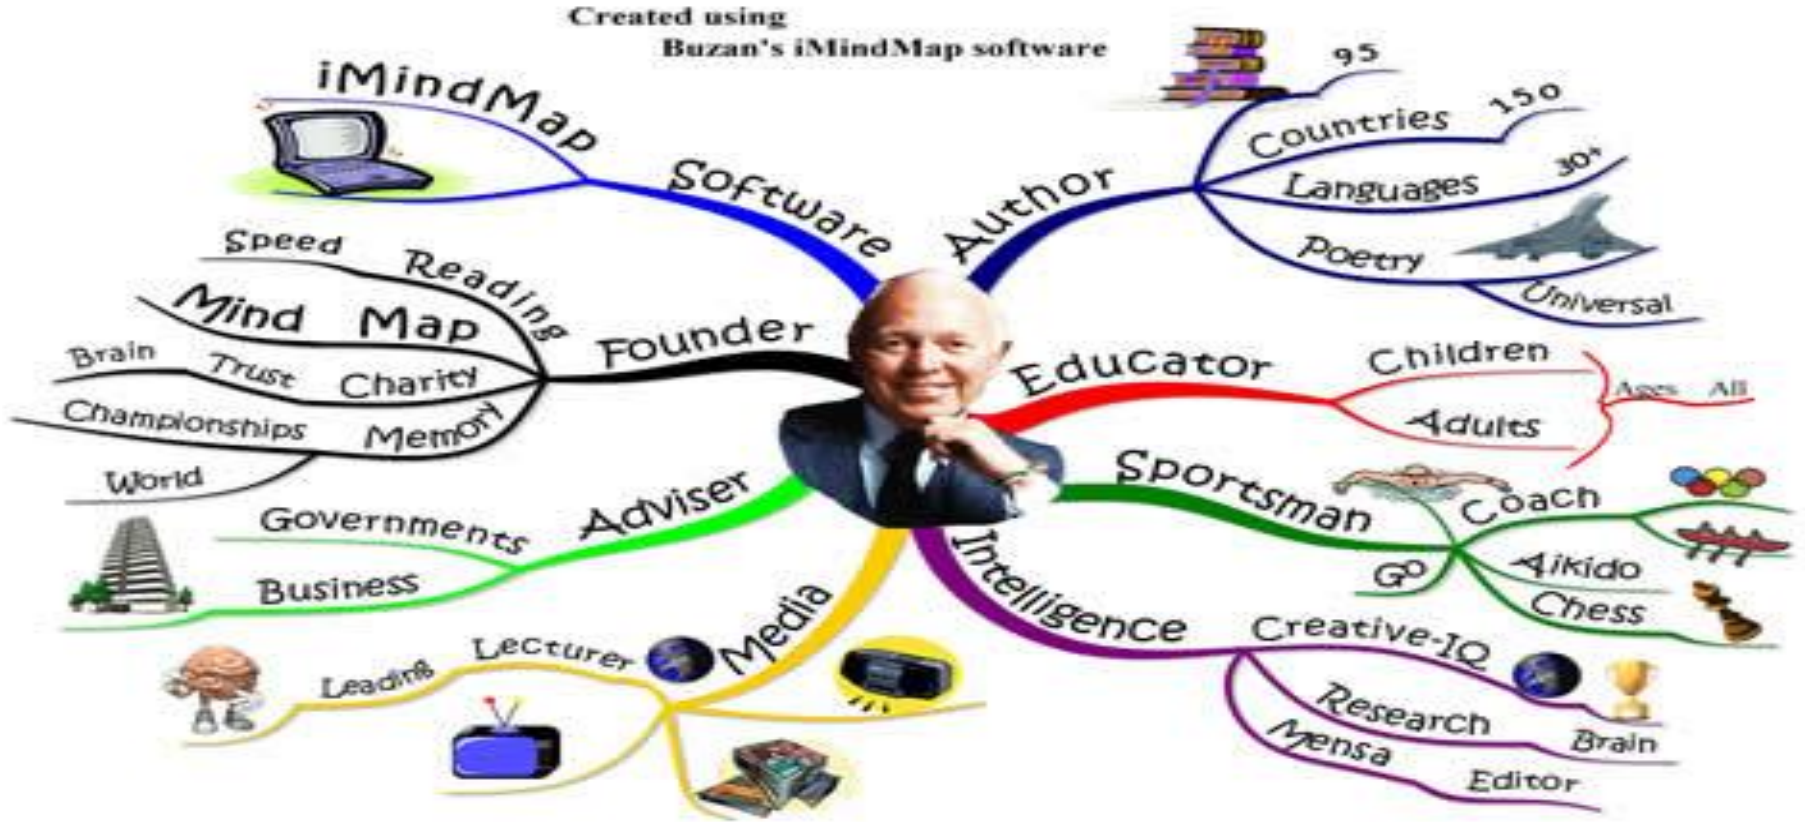 Created using
Buzan's iMindMap software
iMindMap
Software
Author
95
Countries 150
Languages 30+
Poetry
Universal
Speed Reading
Mind Map
Founder
Brain Trust Charity
Championships Memory
World
Educator
Children
Adults
Ages All
Sportsman
Coach
Aikido
Go
Chess
Adviser
Governments
Business
Media
Lecturer
Leading
Intelligence
Creative-IQ
Research Brain
Mensa Editor